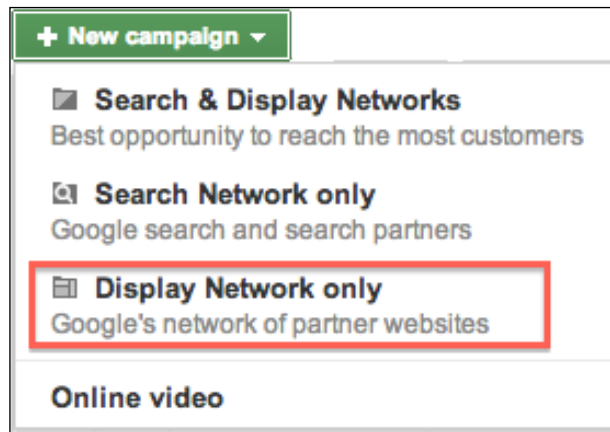 + New campaign
Search & Display Networks
Best opportunity to reach the most customers
Search Network only
Google search and search partners
Display Network only
Google's network of partner websites
Online video